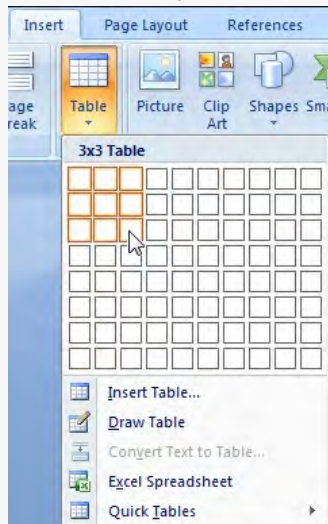 Insert Page Layout References
age
reak
Table Picture Clip
Art Shapes Sma
3x3 Table
Insert Table...
Draw Table
Convert Text to Table...
Excel Spreadsheet
Quick Tables